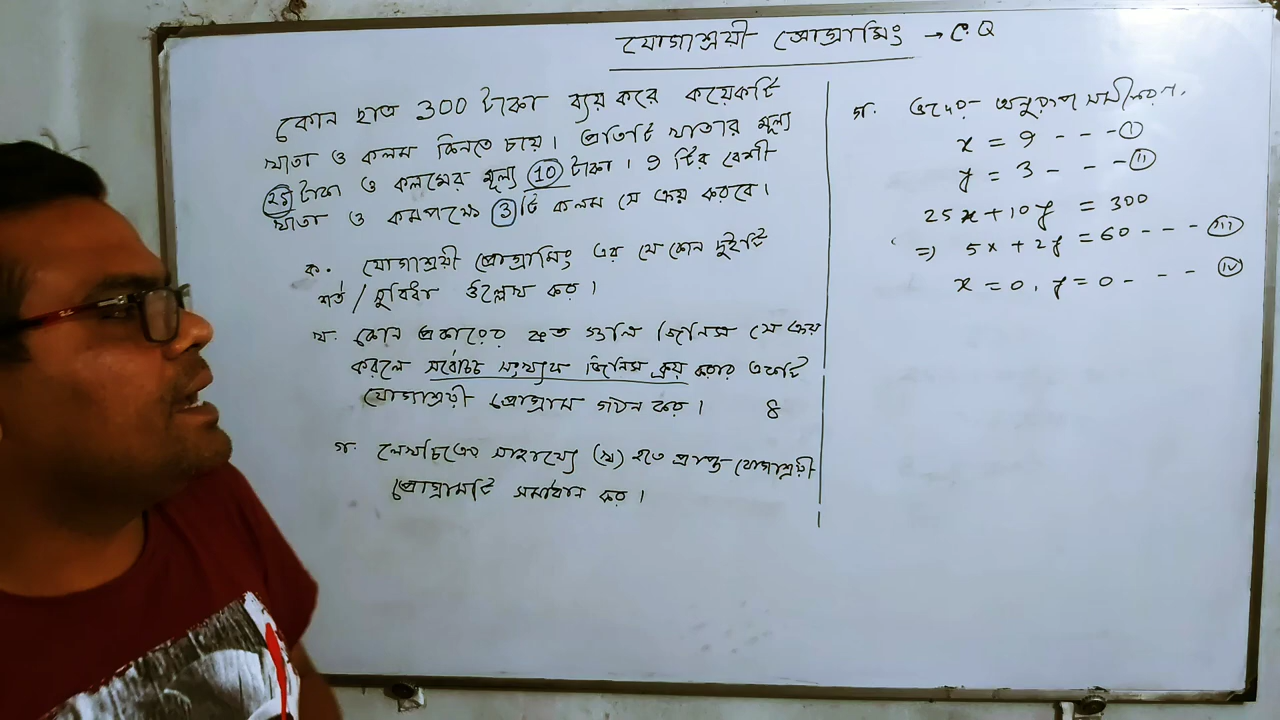 যোগাশ্রয়ী প্রোগ্রামিং → C.Q
কোন ছাত্র 300 টাকা ব্যয় করে কয়েকটি
খাতা ও কলম কিনতে চায়। প্রতিটি খাতার মূল্য
25 টাকা ও কলমের মূল্য 10 টাকা। 9 টির বেশী
খাতা ও কমপক্ষে 3 টি কলম সে ক্রয় করবে।
ক. যোগাশ্রয়ী প্রোগ্রামিং এর যে কোন দুইটি
শর্ত / সুবিধা উল্লেখ কর।
খ. কোন প্রকারের কত গুলি জিনিস সে ক্রয়
করলে সর্বোচ্চ সংখ্যক জিনিস ক্রয় করার একটি
যোগাশ্রয়ী প্রোগ্রাম গঠন কর। 4
গ. লেখচিত্রের সাহায্যে (খ) হতে প্রাপ্ত যোগাশ্রয়ী
প্রোগ্রামটি সমাধান কর।
গ. অনুরূপ সমীকরণ,
x = 9 - - - (i)
y = 3 - - - (ii)
25x + 10y = 300
⇒ 5x + 2y = 60 - - - (iii)
x = 0, y = 0 - - - (iv)